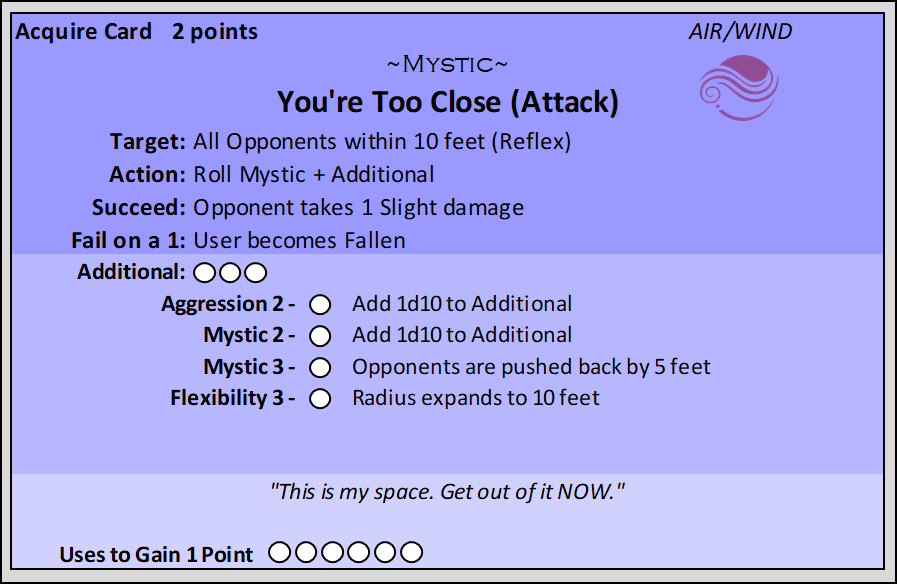 Acquire Card 2 points AIR/WIND
~Mystic~
You're Too Close (Attack)
Target: All Opponents within 10 feet (Reflex)
Action: Roll Mystic + Additional
Succeed: Opponent takes 1 Slight damage
Fail on a 1: User becomes Fallen
Additional:
Aggression 2 - Add 1d10 to Additional
Mystic 2 - Add 1d10 to Additional
Mystic 3 - Opponents are pushed back by 5 feet
Flexibility 3 - Radius expands to 10 feet
"This is my space. Get out of it NOW."
Uses to Gain 1 Point